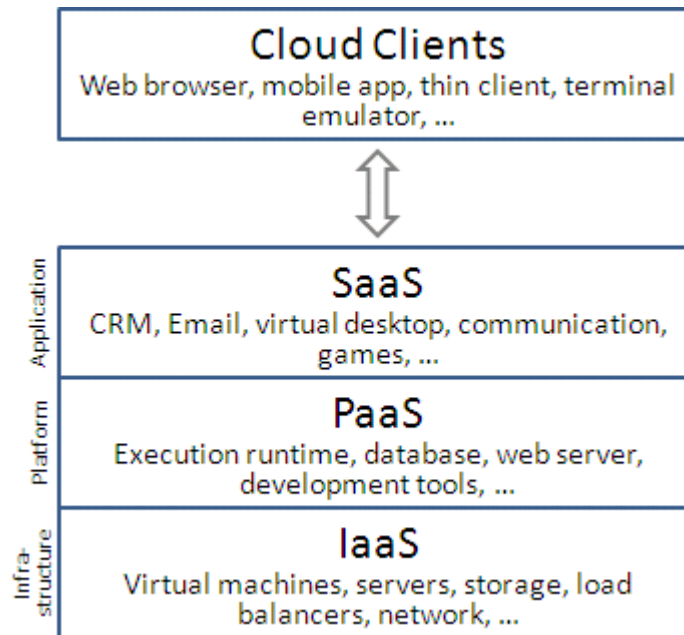 Cloud Clients
Web browser, mobile app, thin client, terminal
emulator, ...
Application
SaaS
CRM, Email, virtual desktop, communication,
games, ...
Platform
PaaS
Execution runtime, database, web server,
development tools, ...
Infra-
structure
IaaS
Virtual machines, servers, storage, load
balancers, network, ...